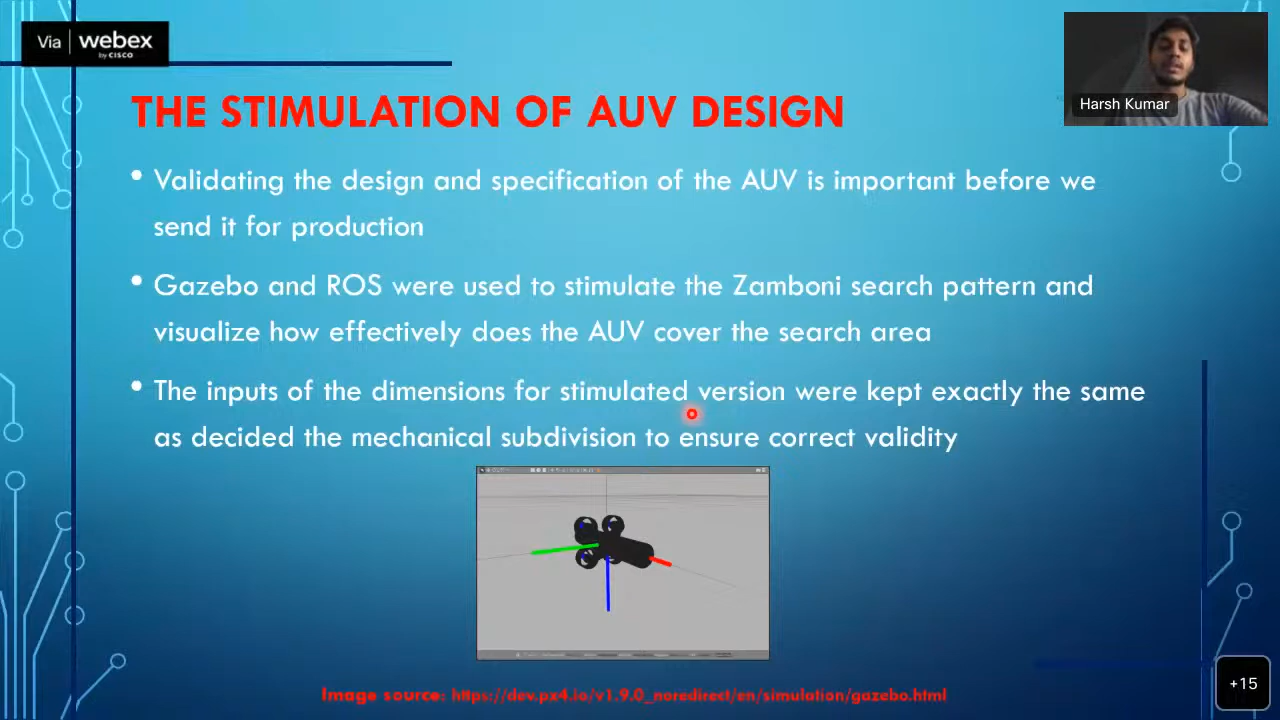 Via webex
by CISCO
Harsh Kumar
THE STIMULATION OF AUV DESIGN
• Validating the design and specification of the AUV is important before we
send it for production
• Gazebo and ROS were used to stimulate the Zamboni search pattern and
visualize how effectively does the AUV cover the search area
• The inputs of the dimensions for stimulated version were kept exactly the same
as decided the mechanical subdivision to ensure correct validity
Image source: https://dev.px4.io/v1.9.0_noredirect/en/simulation/gazebo.html
+15